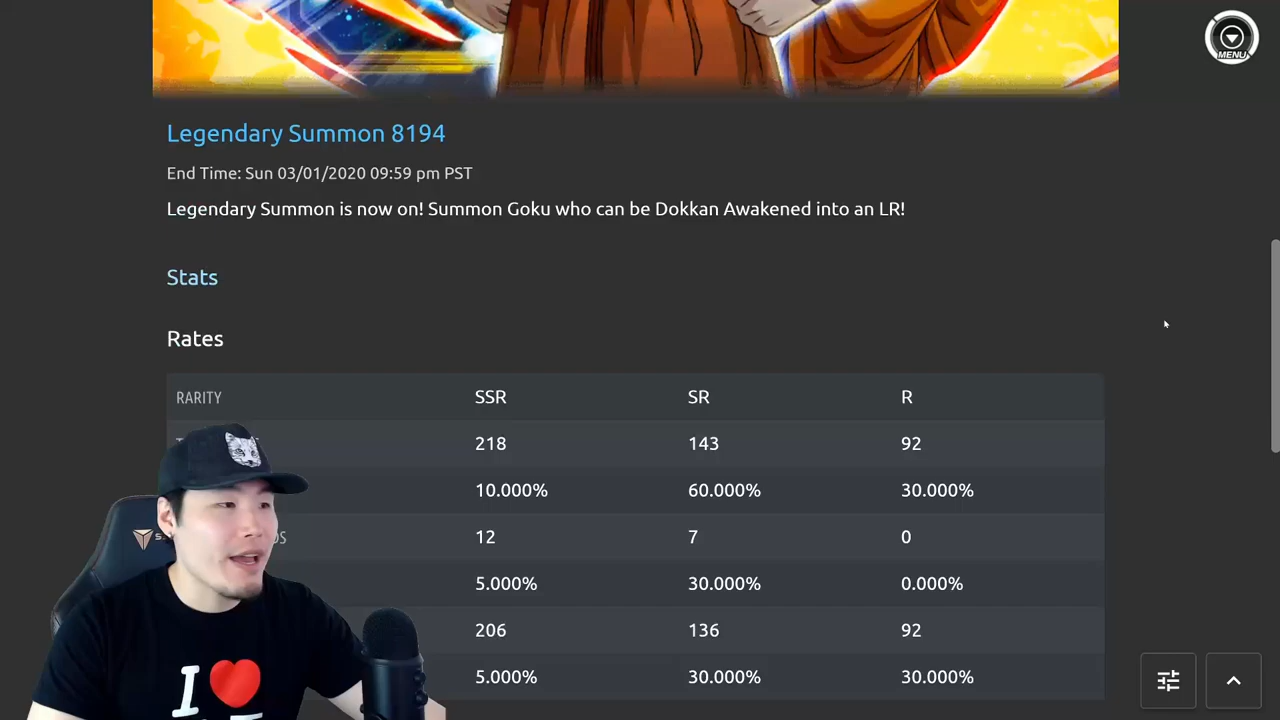 MENU
Legendary Summon 8194
End Time: Sun 03/01/2020 09:59 pm PST
Legendary Summon is now on! Summon Goku who can be Dokkan Awakened into an LR!
Stats
Rates
RARITY SSR SR R
218 143 92
10.000% 60.000% 30.000%
12 7 0
5.000% 30.000% 0.000%
206 136 92
5.000% 30.000% 30.000%
I